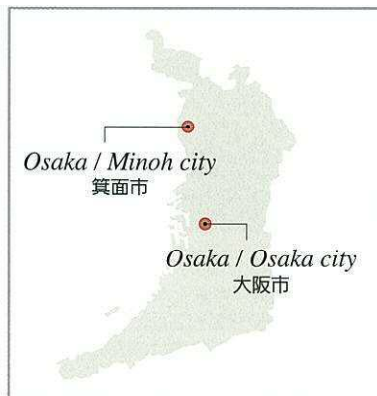 Osaka / Minoh city
箕面市
Osaka / Osaka city
大阪市